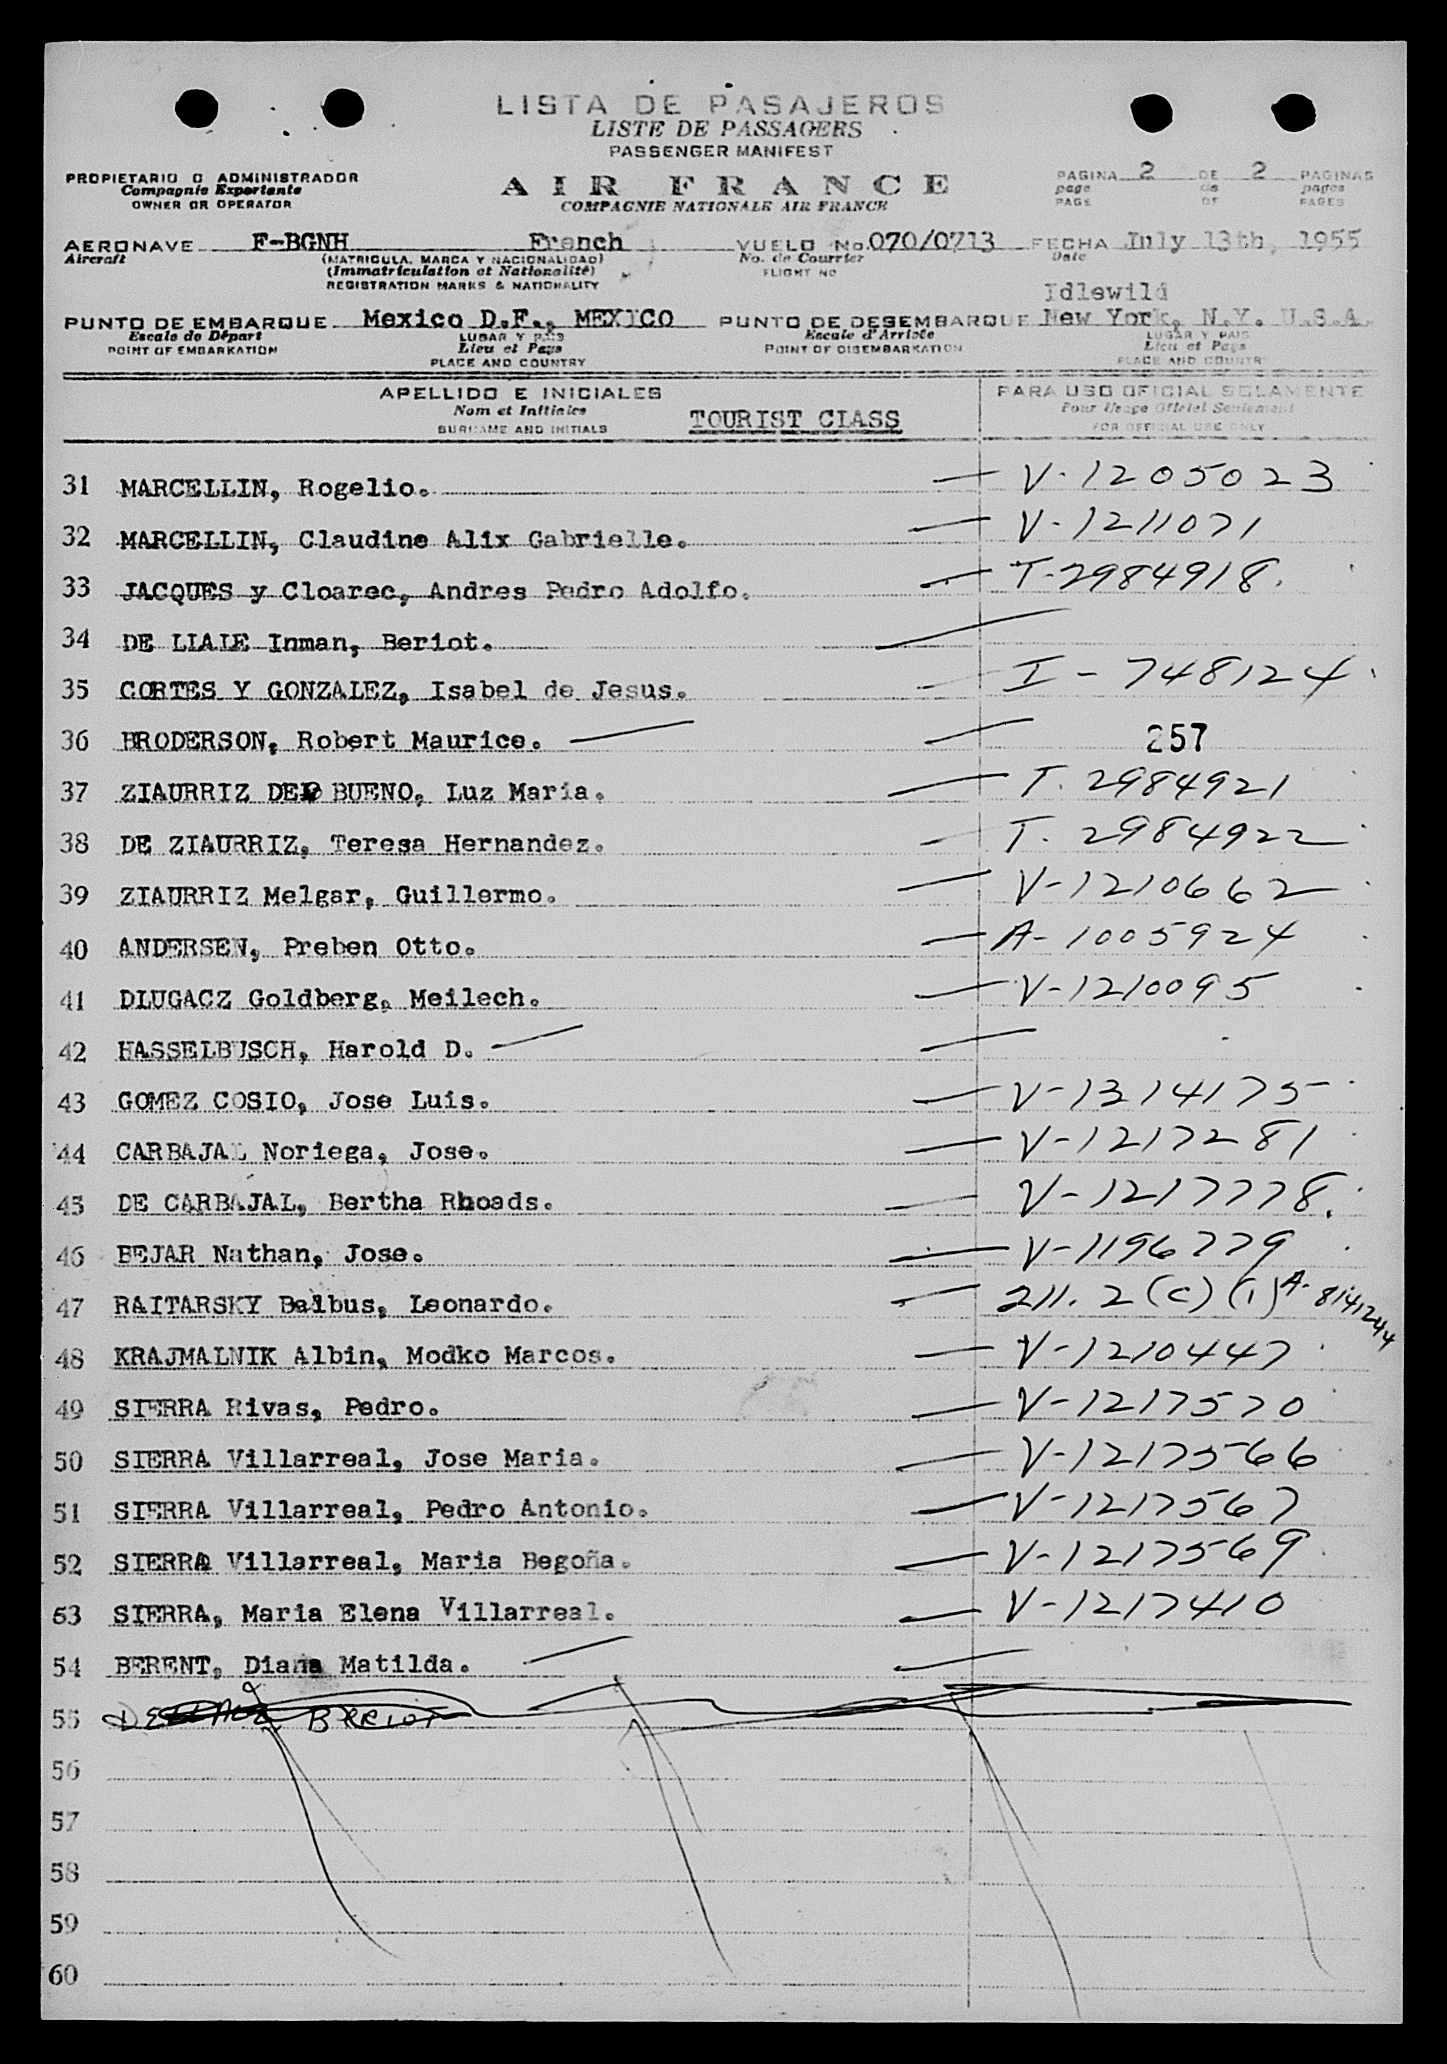 LISTA DE PASAJEROS
LISTE DE PASSAGERS
PASSENGER MANIFEST
PROPIETARIO O ADMINISTRADOR
Compagnie Exportante
OWNER OR OPERATOR
AIR FRANCE
COMPAGNIE NATIONALE AIR FRANCE
PAGINA 2 DE 2 PAGINAS
page de pages
PAGE OF PAGES
AERONAVE F-BGNH French VUELO No. 070/0713 FECHA July 13th, 1955
Aircraft (MATRICULA, MARCA Y NACIONALIDAD) No. de Courrier Date
(Immatriculation et Nationalité) FLIGHT NO
REGISTRATION MARKS & NATIONALITY
Idlewild
PUNTO DE EMBARQUE Mexico D.F., MEXICO PUNTO DE DESEMBARQUE New York, N.Y. U.S.A.
Escale de Départ LUGAR Y PAIS Escale d'Arrivée LUGAR Y PAIS
POINT OF EMBARKATION Lieu et Pays POINT OF DISEMBARKATION Lieu et Pays
PLACE AND COUNTRY PLACE AND COUNTRY
APELLIDO E INICIALES PARA USO OFICIAL SOLAMENTE
Nom et Initiales Pour Usage Officiel Seulement
SURNAME AND INITIALS TOURIST CLASS FOR OFFICIAL USE ONLY
31 MARCELLIN, Rogelio. V-1205023
32 MARCELLIN, Claudine Alix Gabrielle. V-1211071
33 JACQUES y Cloarec, Andres Pedro Adolfo. T-2984918.
34 DE LIALE Inman, Beriot.
35 CORTES Y GONZALEZ, Isabel de Jesus. I-748124
36 BRODERSON, Robert Maurice. 257
37 ZIAURRIZ DE BUENO, Luz Maria. T. 2984921
38 DE ZIAURRIZ, Teresa Hernandez. T. 2984922
39 ZIAURRIZ Melgar, Guillermo. V-1210662
40 ANDERSEN, Preben Otto. A-1005924
41 DLUGACZ Goldberg, Meilech. V-1210095
42 HASSELBUSCH, Harold D.
43 GOMEZ COSIO, Jose Luis. V-1314175
44 CARBAJAL Noriega, Jose. V-1217281
45 DE CARBAJAL, Bertha Rhoads. V-1217778.
46 BEJAR Nathan, Jose. V-1196779
47 RAITARSKY Balbus, Leonardo. 211.2(c)(1) A-8141244
48 KRAJMALNIK Albin, Modko Marcos. V-1210447
49 SIERRA Rivas, Pedro. V-1217570
50 SIERRA Villarreal, Jose Maria. V-1217566
51 SIERRA Villarreal, Pedro Antonio. V-1217567
52 SIERRA Villarreal, Maria Begoña. V-1217569
53 SIERRA, Maria Elena Villarreal. V-1217410
54 BERENT, Diana Matilda.
55 BERIOT
56
57
58
59
60